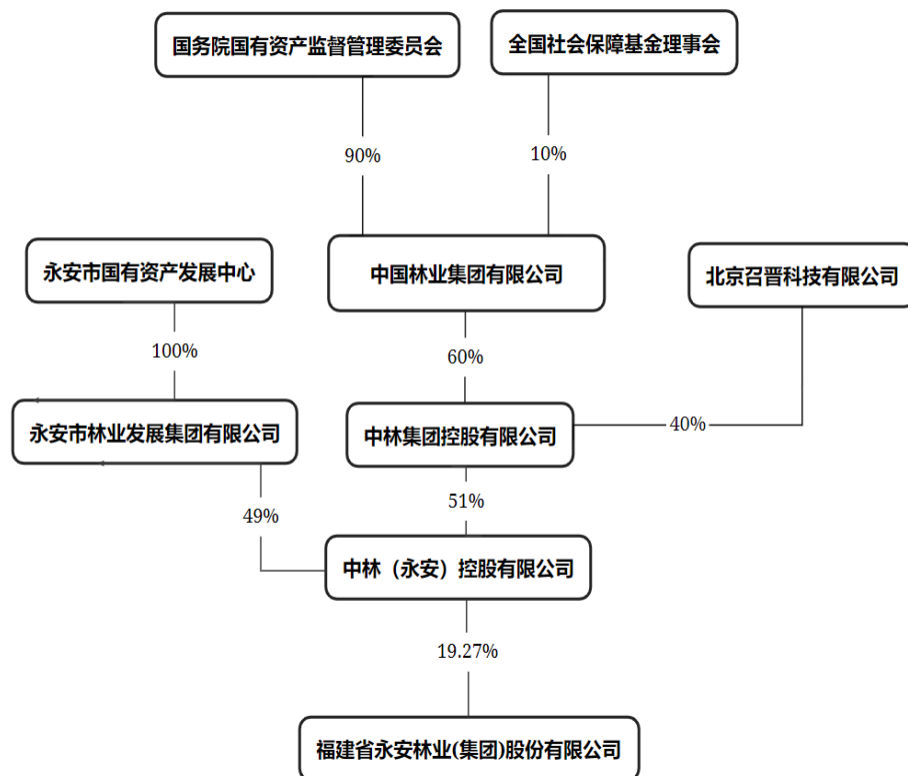 国务院国有资产监督管理委员会
全国社会保障基金理事会
90%
10%
永安市国有资产发展中心
中国林业集团有限公司
北京召晋科技有限公司
100%
60%
永安市林业发展集团有限公司
中林集团控股有限公司
40%
49%
51%
中林（永安）控股有限公司
19.27%
福建省永安林业(集团)股份有限公司